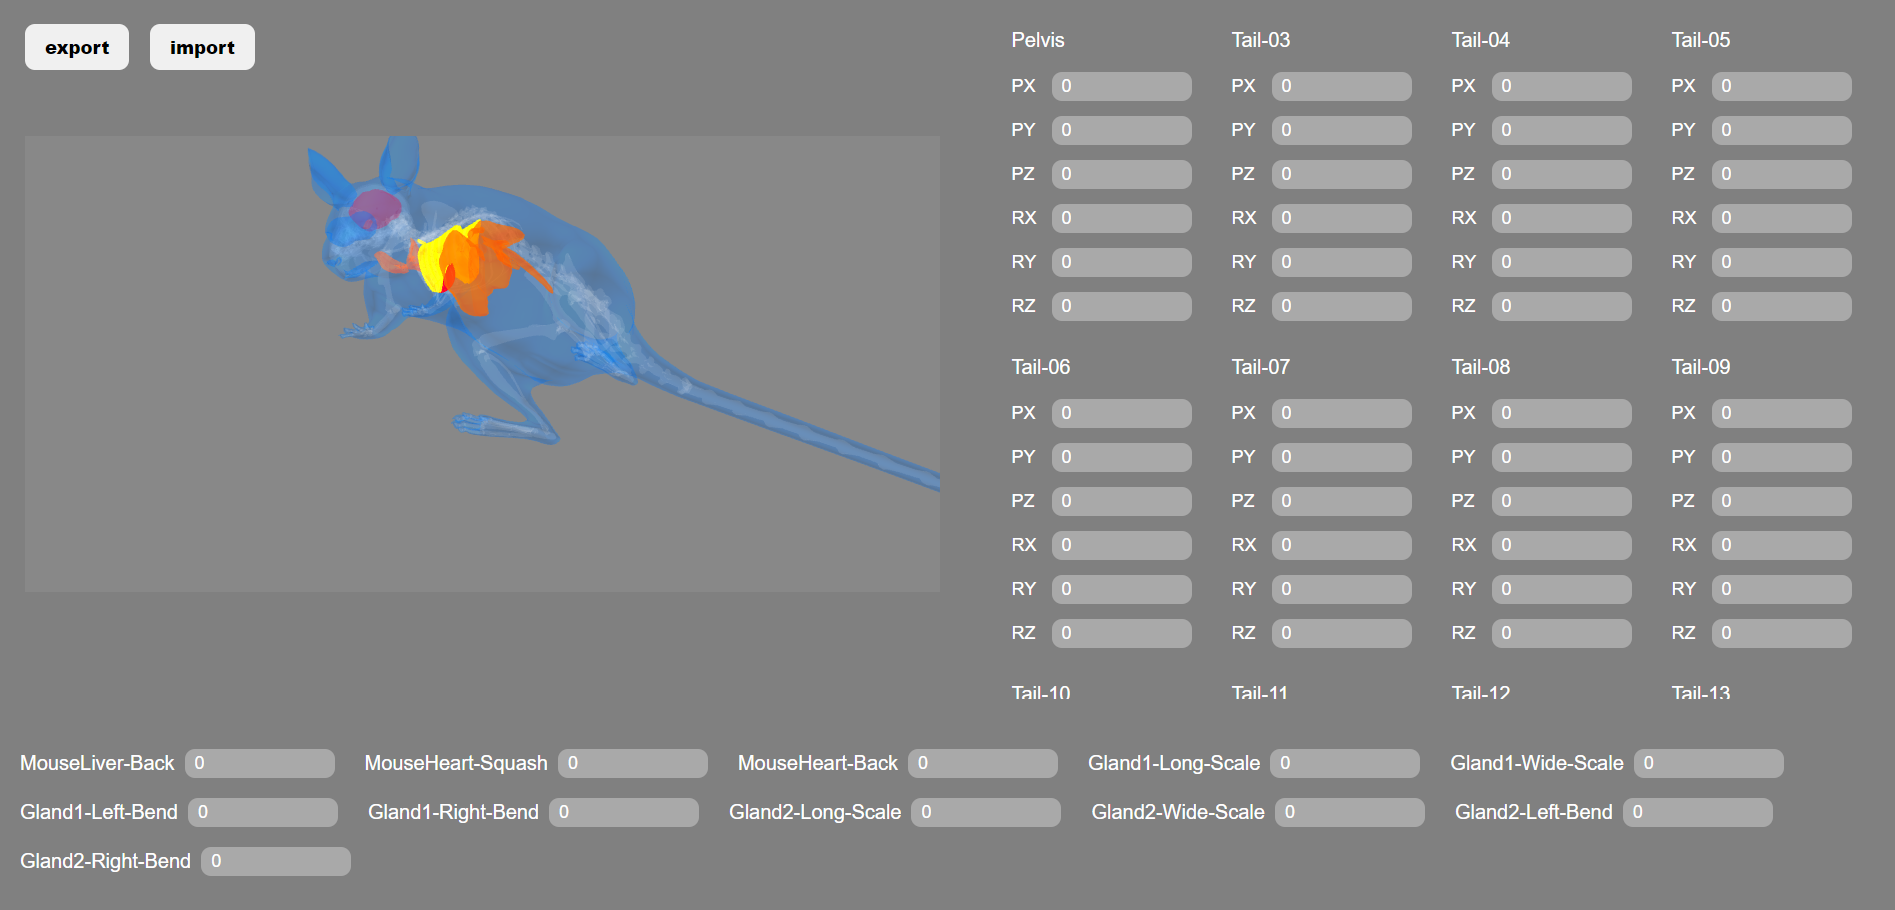 export import
Pelvis Tail-03 Tail-04 Tail-05
PX 0 PX 0 PX 0 PX 0
PY 0 PY 0 PY 0 PY 0
PZ 0 PZ 0 PZ 0 PZ 0
RX 0 RX 0 RX 0 RX 0
RY 0 RY 0 RY 0 RY 0
RZ 0 RZ 0 RZ 0 RZ 0
Tail-06 Tail-07 Tail-08 Tail-09
PX 0 PX 0 PX 0 PX 0
PY 0 PY 0 PY 0 PY 0
PZ 0 PZ 0 PZ 0 PZ 0
RX 0 RX 0 RX 0 RX 0
RY 0 RY 0 RY 0 RY 0
RZ 0 RZ 0 RZ 0 RZ 0
Tail-10 Tail-11 Tail-12 Tail-13
MouseLiver-Back 0 MouseHeart-Squash 0 MouseHeart-Back 0 Gland1-Long-Scale 0 Gland1-Wide-Scale 0
Gland1-Left-Bend 0 Gland1-Right-Bend 0 Gland2-Long-Scale 0 Gland2-Wide-Scale 0 Gland2-Left-Bend 0
Gland2-Right-Bend 0